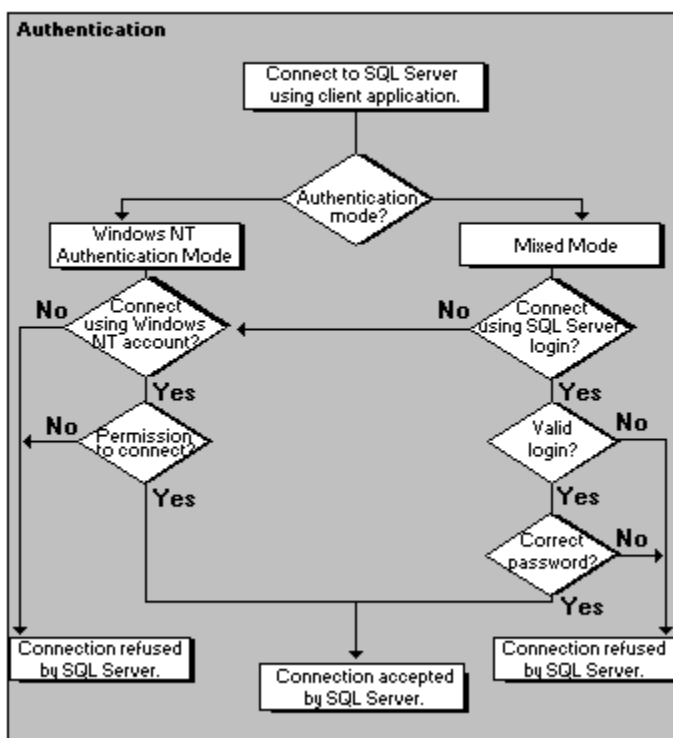 Authentication
Connect to SQL Server
using client application.
Authentication
mode?
Windows NT
Authentication Mode
Mixed Mode
No
Connect
using Windows
NT account?
No
Connect
using SQL Server
login?
Yes
Yes
No
Permission
to connect?
Valid
login?
No
Yes
Yes
Correct
password?
No
Yes
Connection refused
by SQL Server.
Connection accepted
by SQL Server.
Connection refused
by SQL Server.